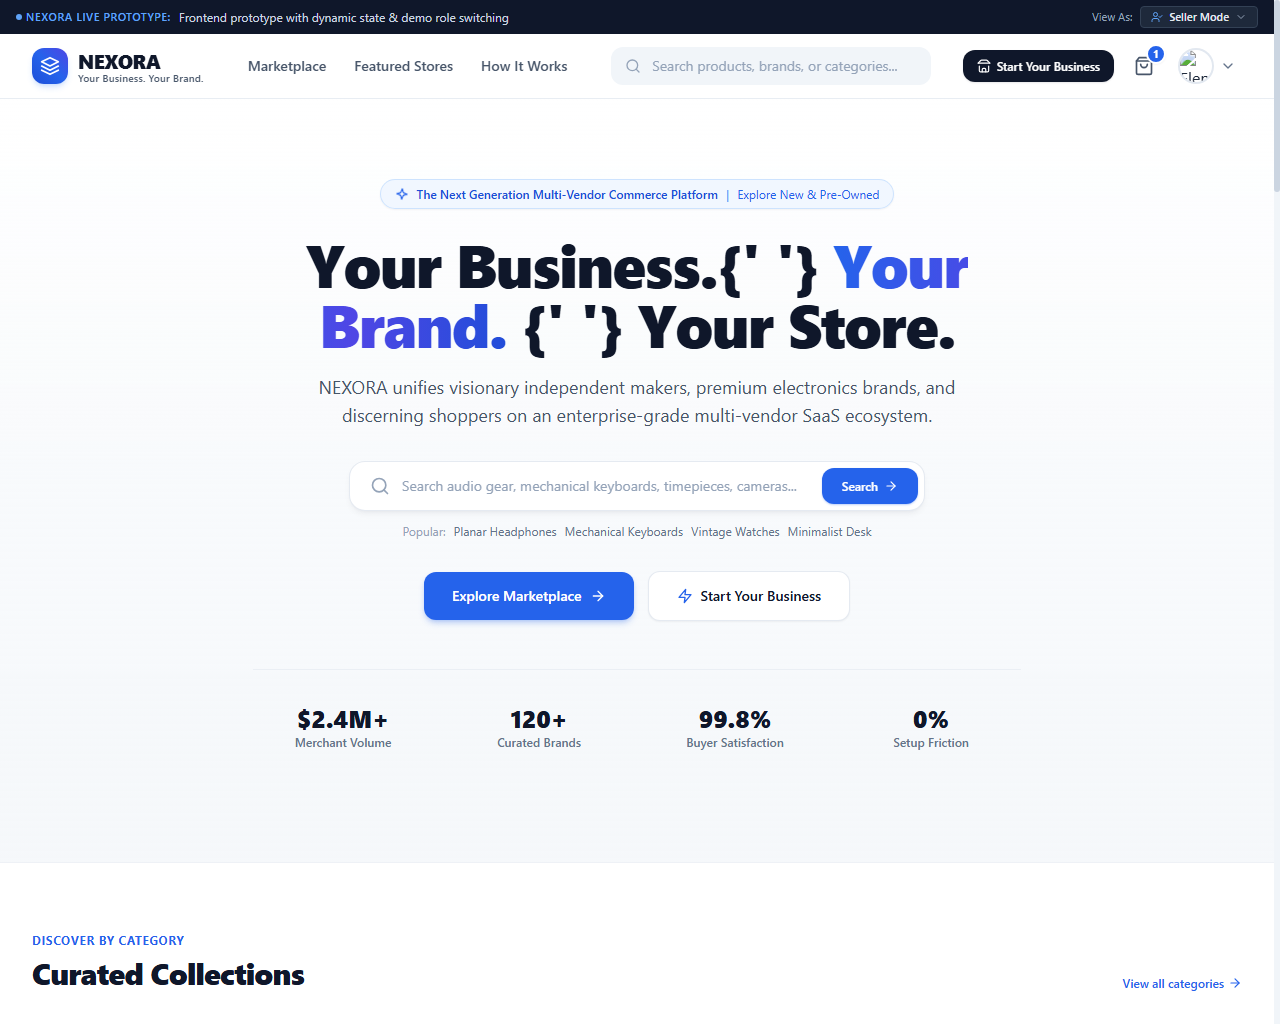 NEXORA LIVE PROTOTYPE: Frontend prototype with dynamic state & demo role switching
View As: Seller Mode
NEXORA
Your Business. Your Brand.
Marketplace Featured Stores How It Works
Search products, brands, or categories...
Start Your Business
1
The Next Generation Multi-Vendor Commerce Platform | Explore New & Pre-Owned
Your Business.{' '} Your
Brand. {' '} Your Store.
NEXORA unifies visionary independent makers, premium electronics brands, and
discerning shoppers on an enterprise-grade multi-vendor SaaS ecosystem.
Search audio gear, mechanical keyboards, timepieces, cameras...
Search
Popular: Planar Headphones Mechanical Keyboards Vintage Watches Minimalist Desk
Explore Marketplace
Start Your Business
$2.4M+ 120+ 99.8% 0%
Merchant Volume Curated Brands Buyer Satisfaction Setup Friction
DISCOVER BY CATEGORY
Curated Collections
View all categories